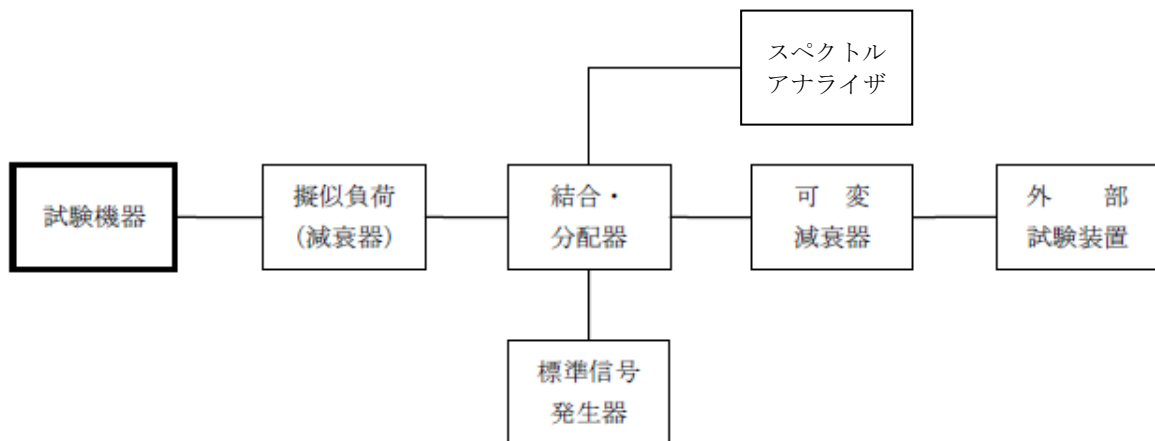 スペクトル
アナライザ
試験機器
擬似負荷
(減衰器)
結合・
分配器
可　変
減衰器
外　部
試験装置
標準信号
発生器